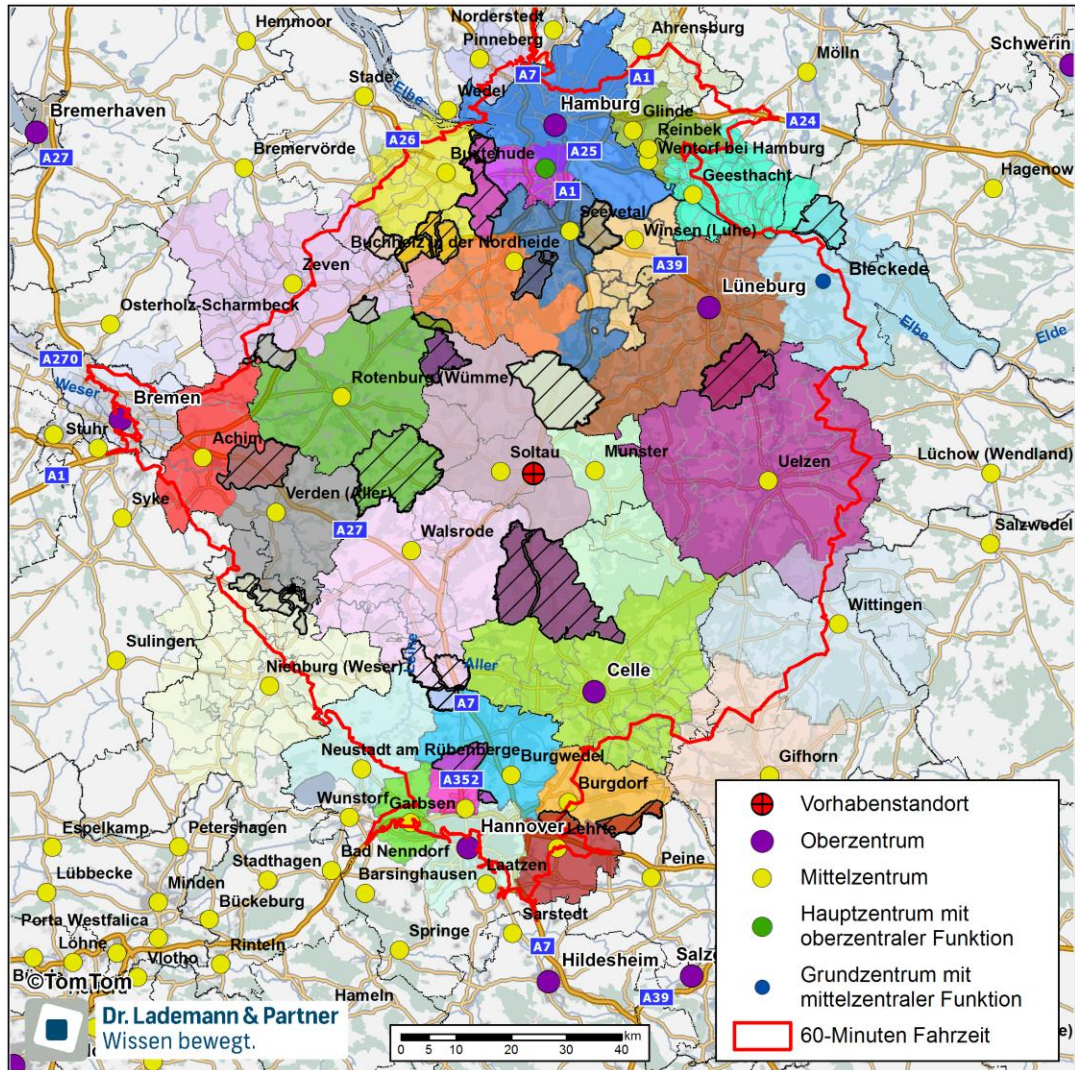 Norderstedt
Ahrensburg
Hemmoor
Pinneberg
Mölln
Schwerin
A7
A1
Stade
Elbe
Wedel
Hamburg
Glinde
Bremerhaven
A26
A24
Reinbek
A27
Bremervörde
Buxtehude
A25
Wentorf bei Hamburg
Geesthacht
Hagenow
A1
Seevetal
Winsen (Luhe)
Buchholz in der Nordheide
Zeven
A39
Bleckede
Lüneburg
Osterholz-Scharmbeck
Elbe
Elde
A270
Weser
Bremen
Rotenburg (Wümme)
Stuhr
Achim
Soltau
Munster
Uelzen
Lüchow (Wendland)
A1
Syke
Verden (Aller)
A27
Walsrode
Salzwedel
Wittingen
Sulingen
Nienburg (Weser)
Aller
Celle
A7
Neustadt am Rübenberge
Burgwedel
Gifhorn
A352
Burgdorf
Wunstorf
Garbsen
Espelkamp
Petershagen
Hannover
Lehrte
Stadthagen
Bad Nenndorf
Peine
Lübbecke
Minden
Barsinghausen
Laatzen
Bückeburg
Porta Westfalica
Sarstedt
Löhne
Rinteln
Springe
A7
Vlotho
Hildesheim
Hameln
A39
©TomTom
Dr. Lademann & Partner
Wissen bewegt.
km
0 5 10 20 30 40
Vorhabenstandort
Oberzentrum
Mittelzentrum
Hauptzentrum mit
oberzentraler Funktion
Grundzentrum mit
mittelzentraler Funktion
60-Minuten Fahrzeit